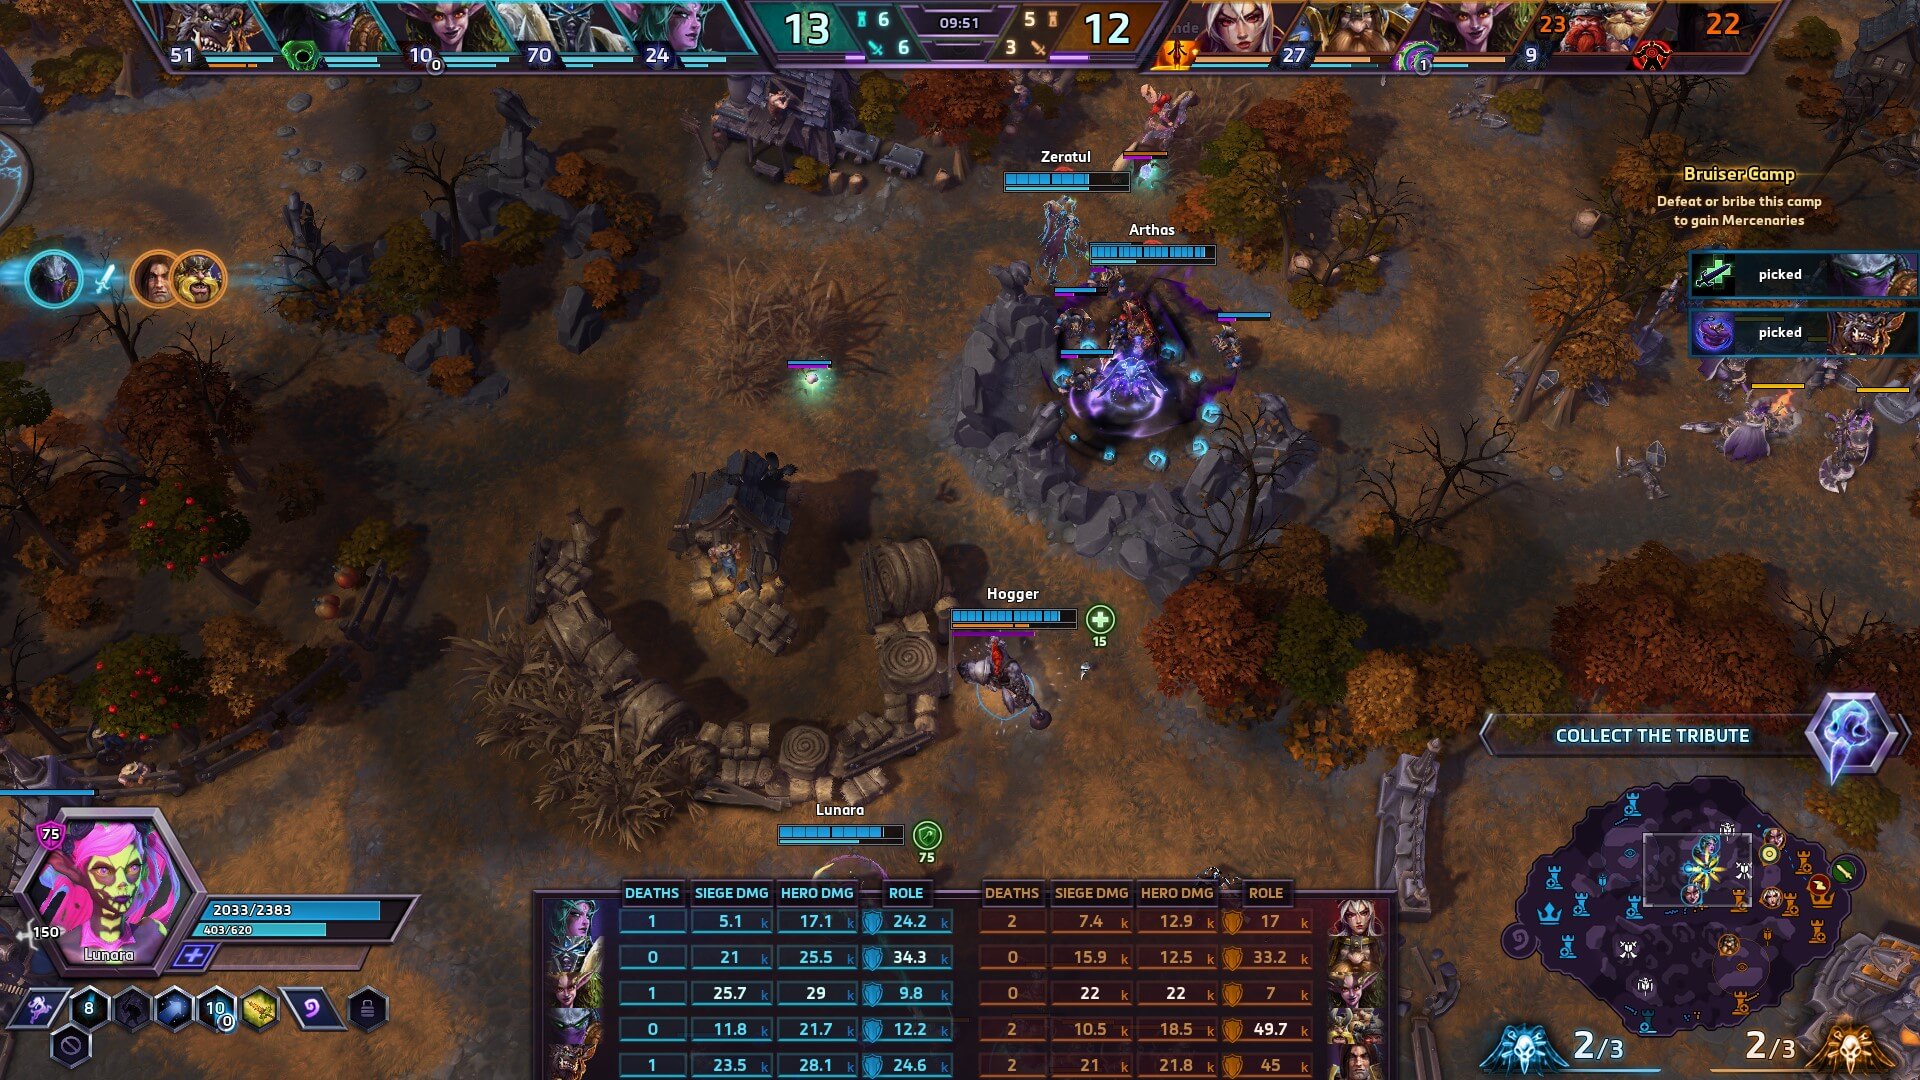 51
10
0
70
24
13
6
6
09:51
5
3
12
27
1
9
23
22
Zeratul
Arthas
Bruiser Camp
Defeat or bribe this camp
to gain Mercenaries
picked
picked
Hogger
15
COLLECT THE TRIBUTE
Lunara
75
75
2033/2383
403/620
150
Lunara
8
10
0
DEATHS SIEGE DMG HERO DMG ROLE DEATHS SIEGE DMG HERO DMG ROLE
1 5.1 k 17.1 k 24.2 k 2 7.4 k 12.9 k 17 k
0 21 k 25.5 k 34.3 k 0 15.9 k 12.5 k 33.2 k
1 25.7 k 29 k 9.8 k 0 22 k 22 k 7 k
0 11.8 k 21.7 k 12.2 k 2 10.5 k 18.5 k 49.7 k
1 23.5 k 28.1 k 24.6 k 2 21 k 21.8 k 45 k
2/3
2/3